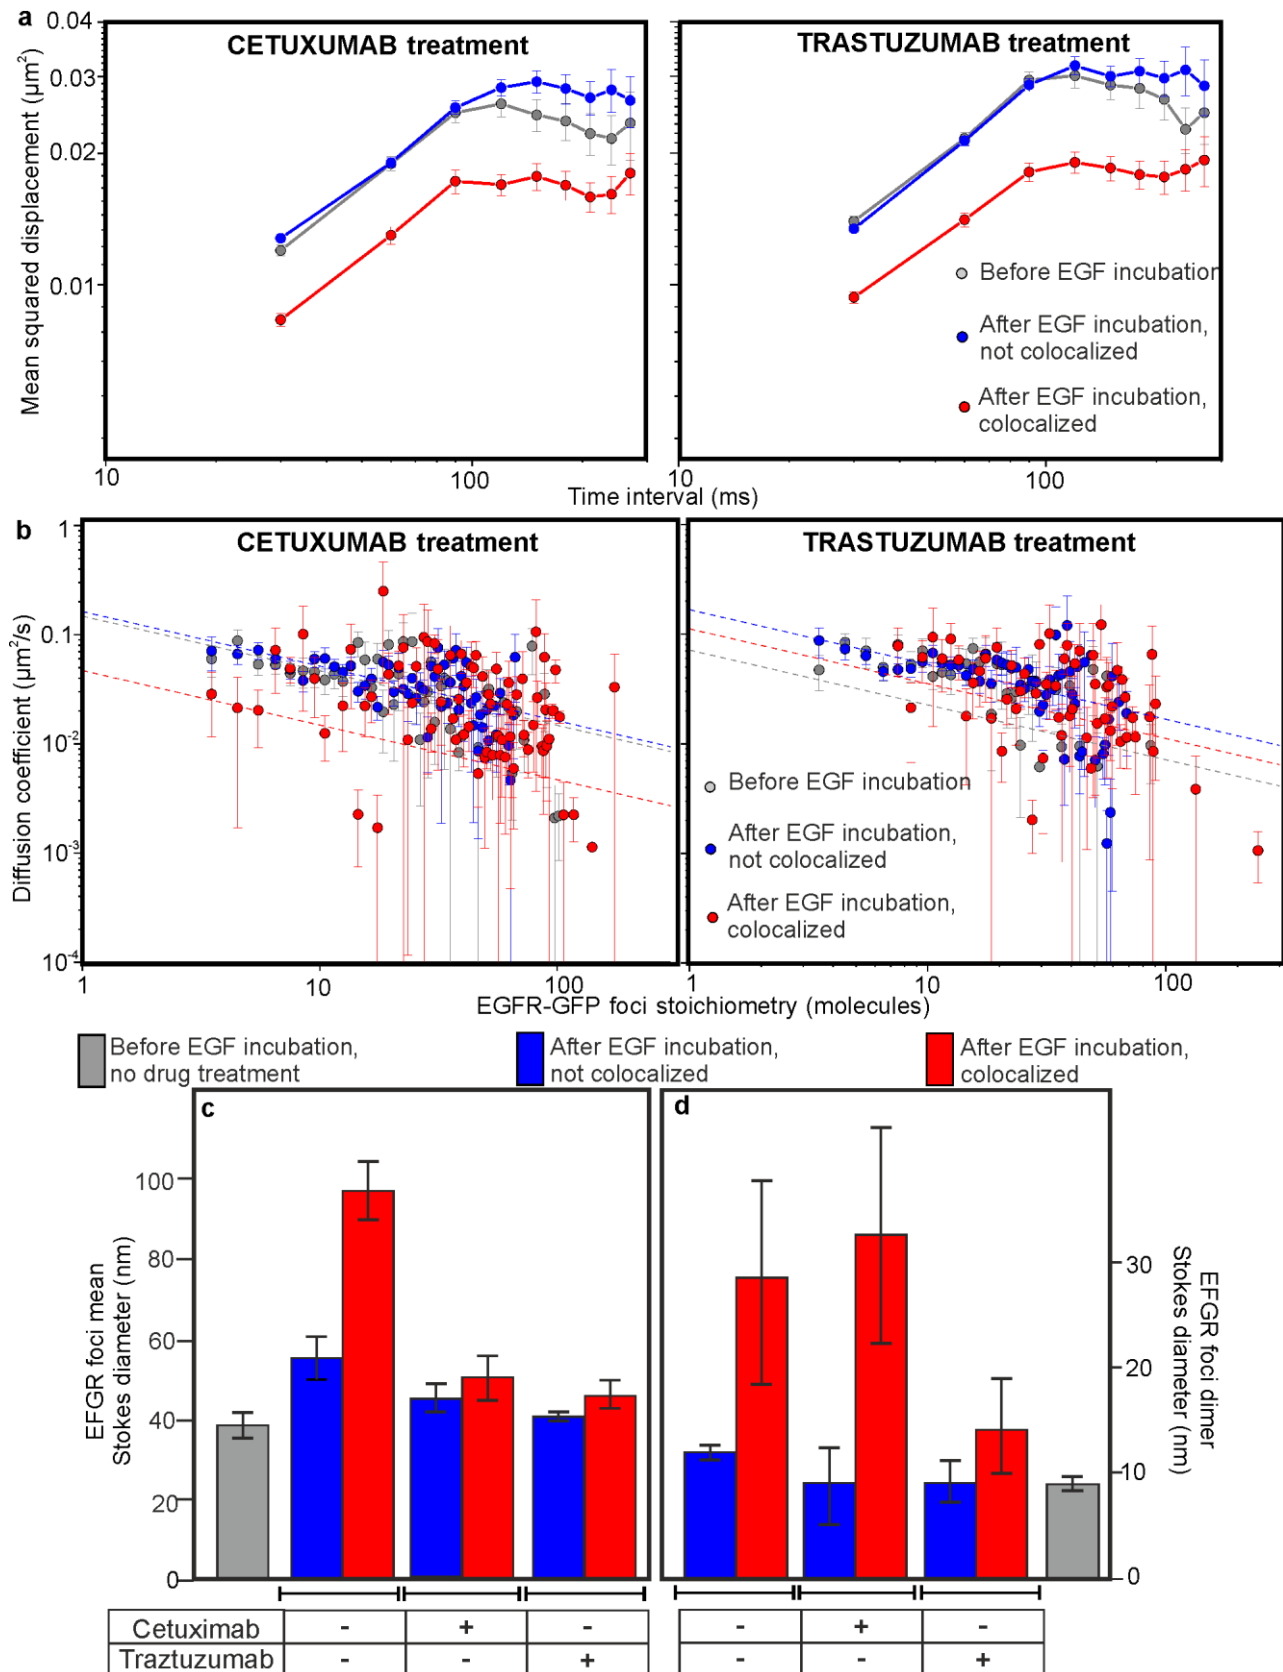 a
CETUXUMAB treatment
TRASTUZUMAB treatment
Mean squared displacement (µm²)
0.04
0.03
0.02
0.01
10
100
10
100
Time interval (ms)
Before EGF incubation
After EGF incubation,
not colocalized
After EGF incubation,
colocalized
b
CETUXUMAB treatment
TRASTUZUMAB treatment
Diffusion coefficient (µm²/s)
1
0.1
10⁻²
10⁻³
10⁻⁴
Before EGF incubation
After EGF incubation,
not colocalized
After EGF incubation,
colocalized
1
10
100
1
10
100
EGFR-GFP foci stoichiometry (molecules)
Before EGF incubation,
no drug treatment
After EGF incubation,
not colocalized
After EGF incubation,
colocalized
c
d
EFGR foci mean
Stokes diameter (nm)
100
80
60
40
20
0
30
20
10
0
EFGR foci dimer
Stokes diameter (nm)
Cetuximab - + - - + -
Traztuzumab - - + - - +